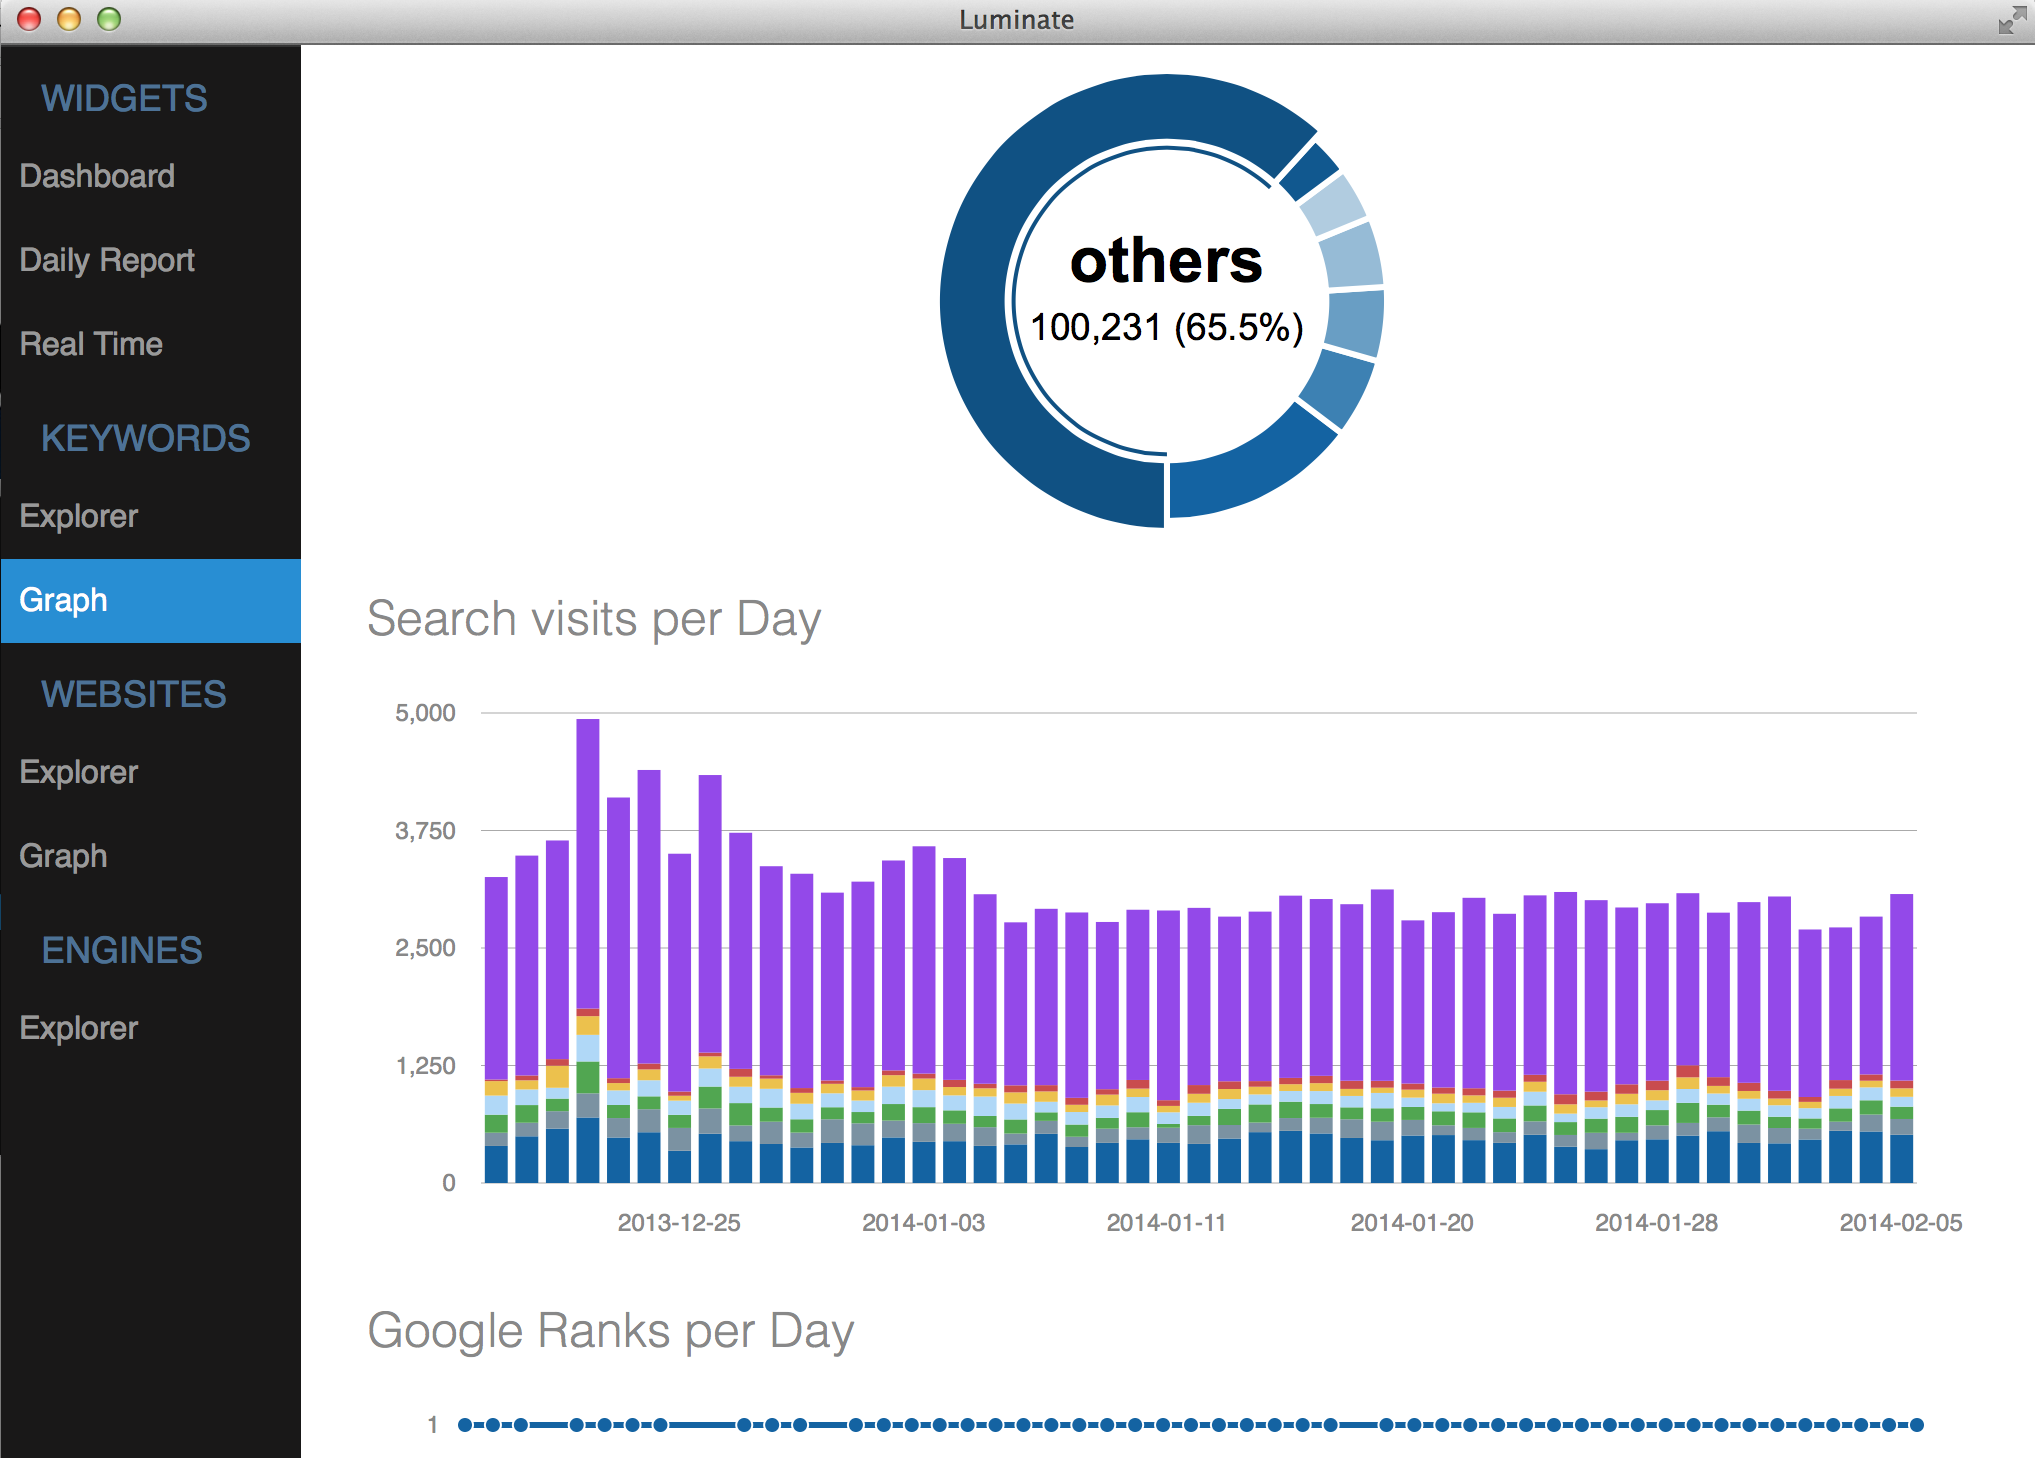 Luminate
WIDGETS
Dashboard
Daily Report
Real Time
KEYWORDS
Explorer
Graph
WEBSITES
Explorer
Graph
ENGINES
Explorer
others
100,231 (65.5%)
Search visits per Day
5,000
3,750
2,500
1,250
0
2013-12-25 2014-01-03 2014-01-11 2014-01-20 2014-01-28 2014-02-05
Google Ranks per Day
1